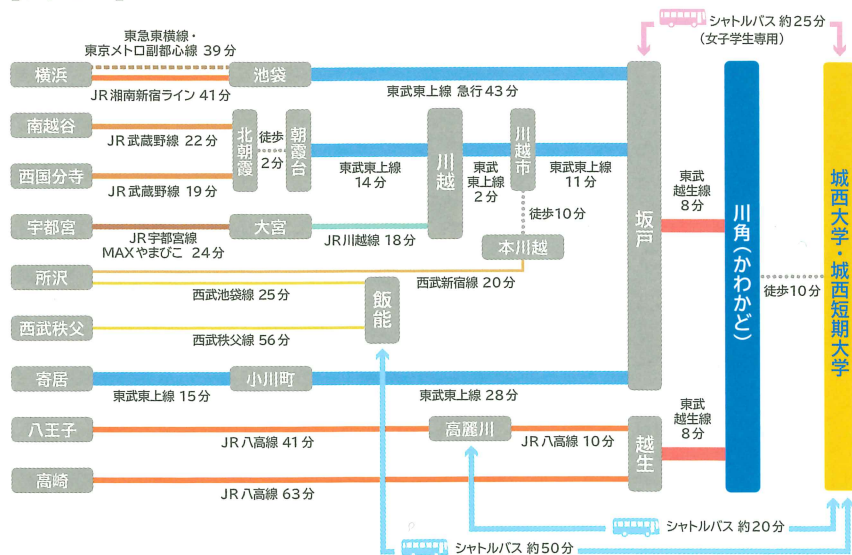 シャトルバス 約25分
(女子学生専用)
東急東横線・
東京メトロ副都心線 39分
横浜
池袋
東武東上線 急行 43分
JR湘南新宿ライン 41分
南越谷
JR武蔵野線 22分
北朝霞
徒歩
2分
朝霞台
東武東上線
14分
川越
東武
東上線
2分
川越市
東武東上線
11分
西国分寺
JR武蔵野線 19分
坂戸
東武
越生線
8分
川角(かわかど)
徒歩10分
城西大学・城西短期大学
宇都宮
JR宇都宮線
MAXやまびこ 24分
大宮
JR川越線 18分
徒歩10分
本川越
所沢
西武新宿線 20分
西武池袋線 25分
飯能
西武秩父
西武秩父線 56分
寄居
東武東上線 15分
小川町
東武東上線 28分
八王子
JR八高線 41分
高麗川
JR八高線 10分
越生
東武
越生線
8分
高崎
JR八高線 63分
シャトルバス 約20分
シャトルバス 約50分